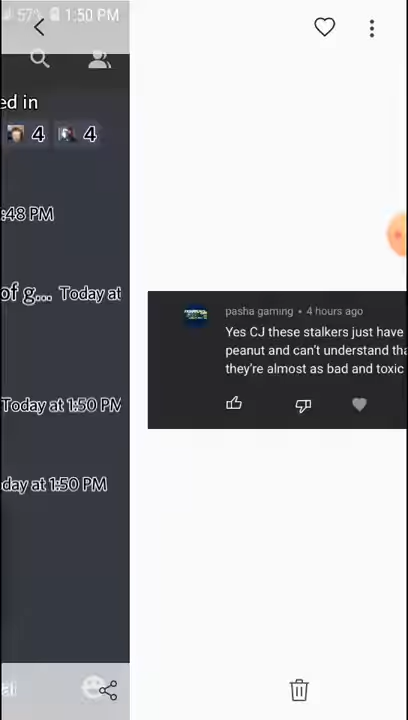 57% 1:50 PM
ed in
4 4
:48 PM
of g... Today at
Today at 1:50 PM
day at 1:50 PM
pasha gaming • 4 hours ago
Yes CJ these stalkers just have
peanut and can't understand tha
they're almost as bad and toxic